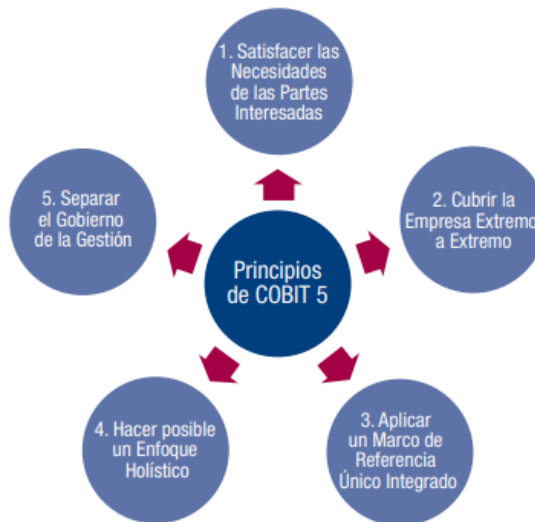 1. Satisfacer las
Necesidades
de las Partes
Interesadas
2. Cubrir la
Empresa Extremo
a Extremo
3. Aplicar
un Marco de
Referencia
Único Integrado
4. Hacer posible
un Enfoque
Holístico
5. Separar
el Gobierno
de la Gestión
Principios
de COBIT 5